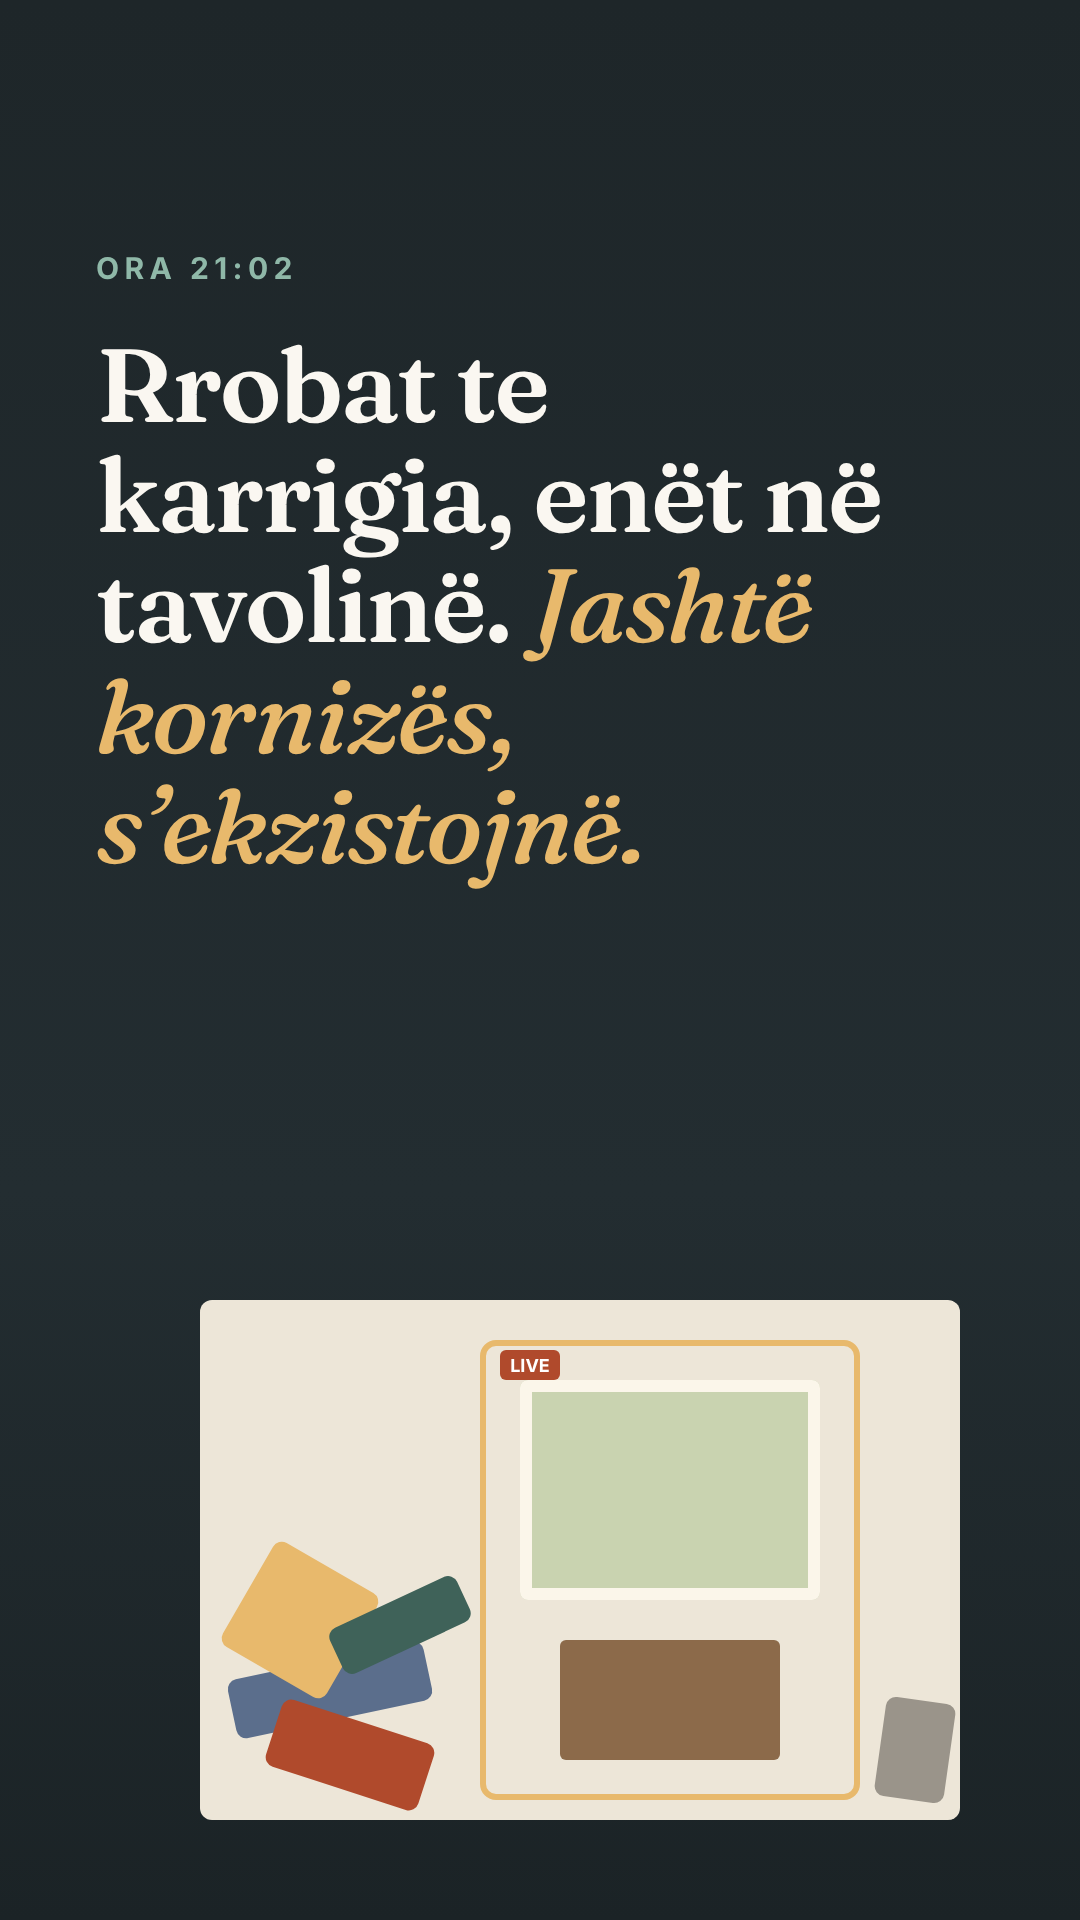 ORA 21:02
Rrobat te
karrigia, enët në
tavolinë. Jashtë
kornizës,
s’ekzistojnë.
LIVE